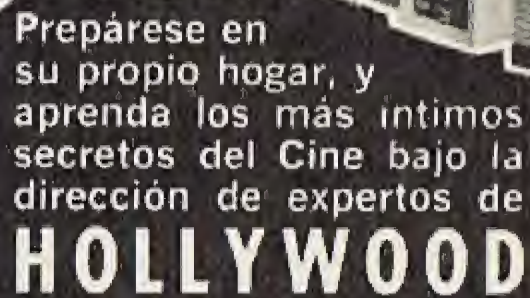 Prepárese en
su propio hogar, y
aprenda los más íntimos
secretos del Cine bajo la
dirección de expertos de
HOLLYWOOD